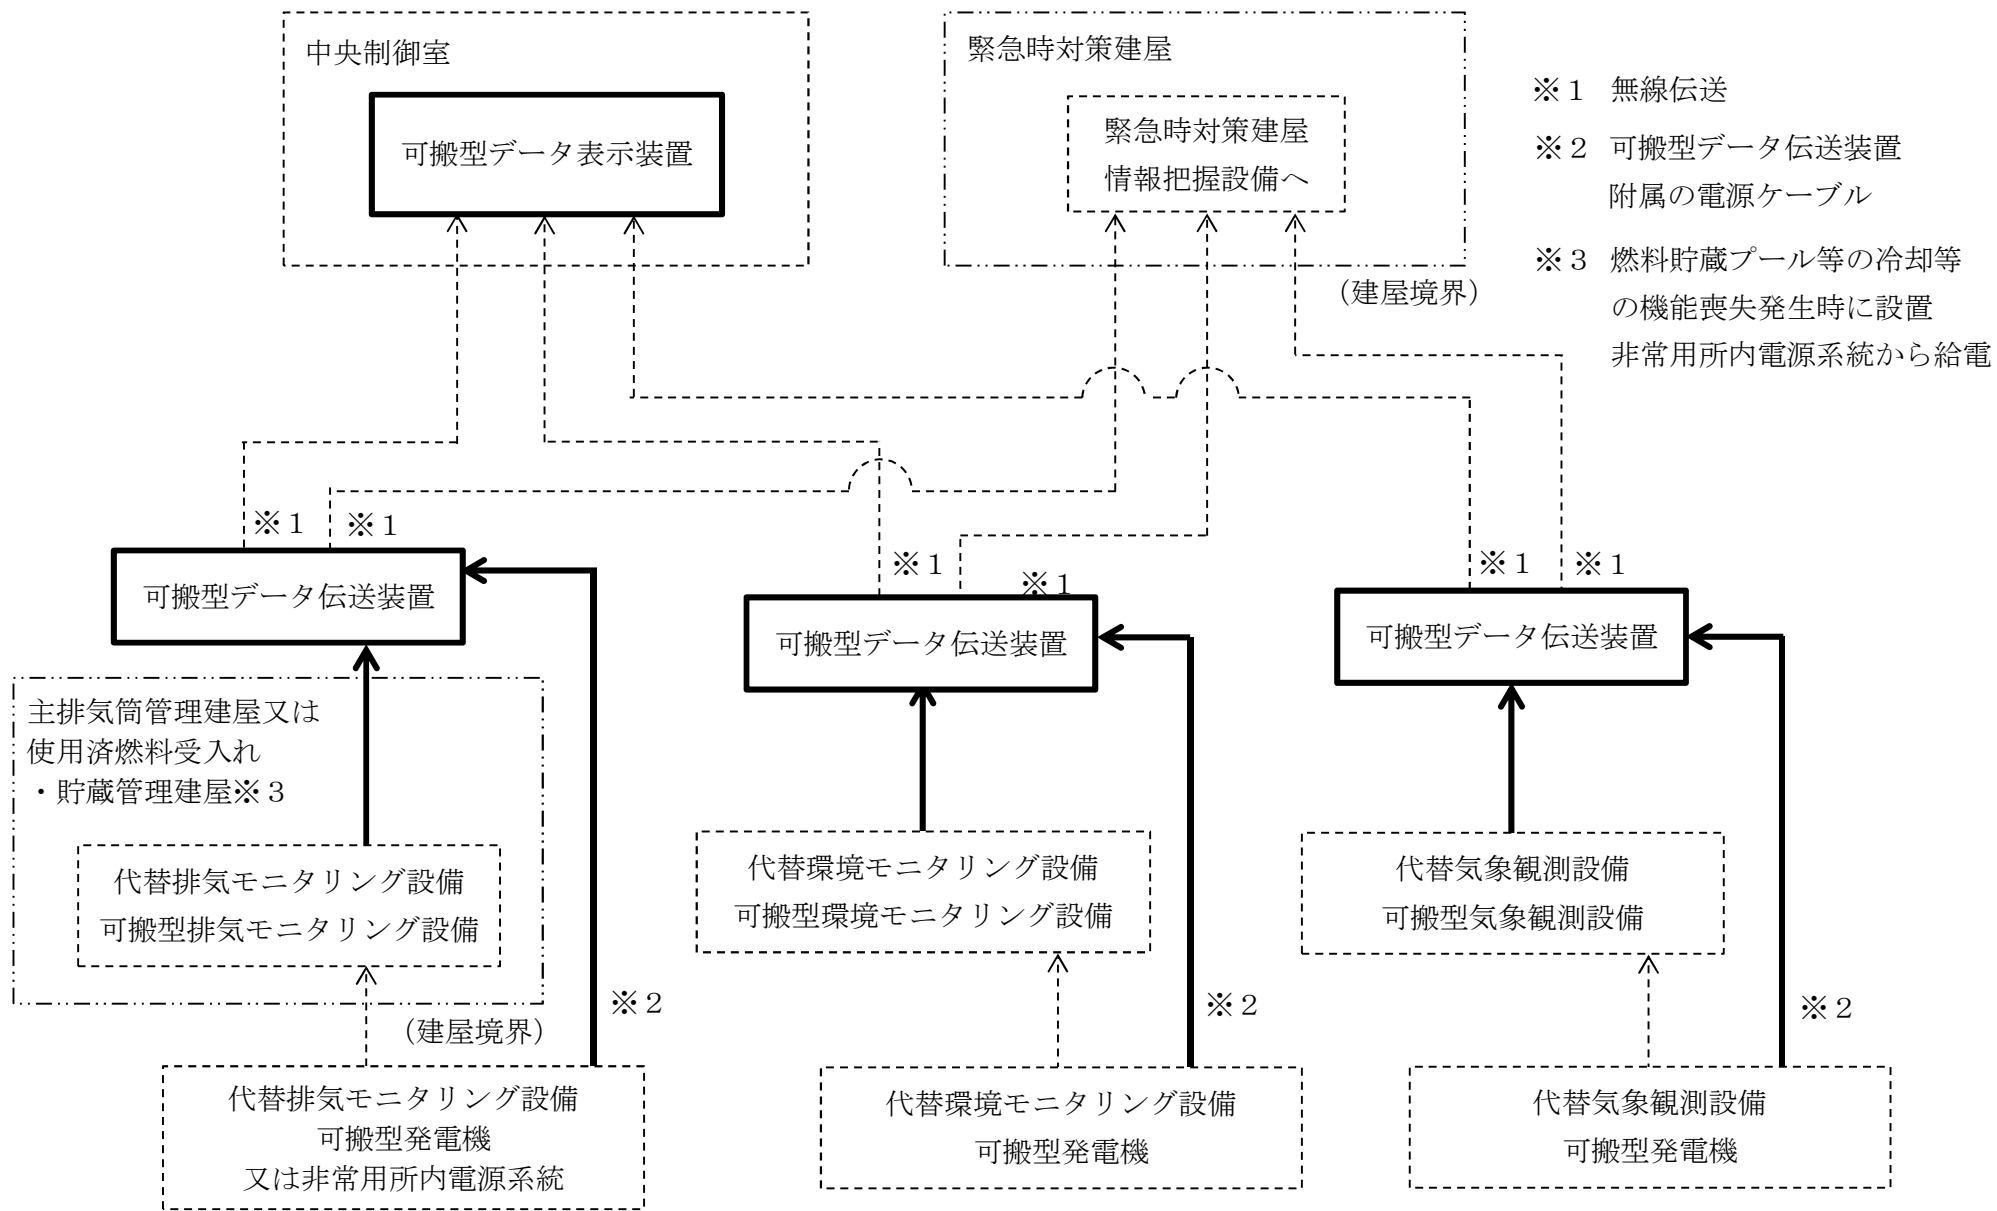 中央制御室
可搬型データ表示装置
緊急時対策建屋
緊急時対策建屋
情報把握設備へ
（建屋境界）
※１　無線伝送
※２　可搬型データ伝送装置
附属の電源ケーブル
※３　燃料貯蔵プール等の冷却等
の機能喪失発生時に設置
非常用所内電源系統から給電
※１
※１
※１
※１
※１
※１
可搬型データ伝送装置
可搬型データ伝送装置
可搬型データ伝送装置
主排気筒管理建屋又は
使用済燃料受入れ
・貯蔵管理建屋※３
代替排気モニタリング設備
可搬型排気モニタリング設備
（建屋境界）
代替環境モニタリング設備
可搬型環境モニタリング設備
代替気象観測設備
可搬型気象観測設備
※２
※２
※２
代替排気モニタリング設備
可搬型発電機
又は非常用所内電源系統
代替環境モニタリング設備
可搬型発電機
代替気象観測設備
可搬型発電機